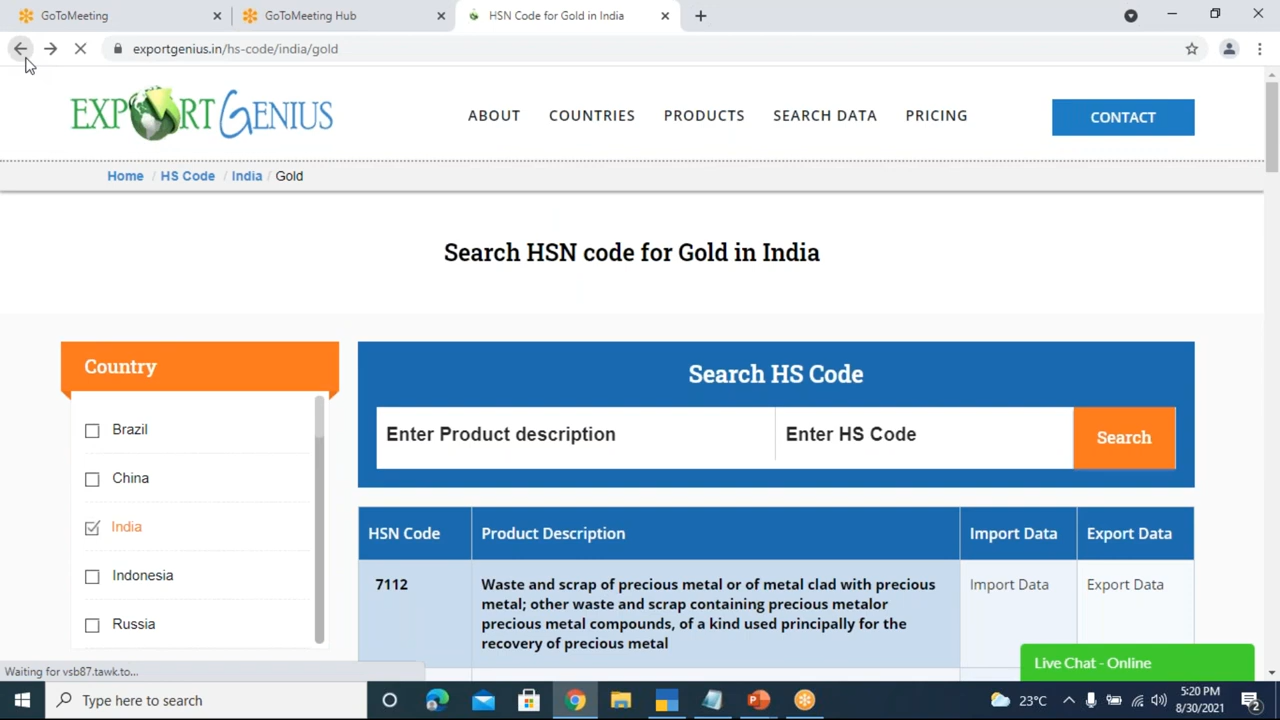 GoToMeeting
GoToMeeting Hub
HSN Code for Gold in India
exportgenius.in/hs-code/india/gold
EXPORT GENIUS
ABOUT
COUNTRIES
PRODUCTS
SEARCH DATA
PRICING
CONTACT
Home / HS Code / India / Gold
Search HSN code for Gold in India
Country
Brazil
China
India
Indonesia
Russia
Search HS Code
Enter Product description
Enter HS Code
Search
HSN Code
Product Description
Import Data
Export Data
7112
Waste and scrap of precious metal or of metal clad with precious
metal; other waste and scrap containing precious metalor
precious metal compounds, of a kind used principally for the
recovery of precious metal
Import Data
Export Data
Live Chat - Online
Waiting for vsb87.tawk.to...
Type here to search
23°C
5:20 PM
8/30/2021
2